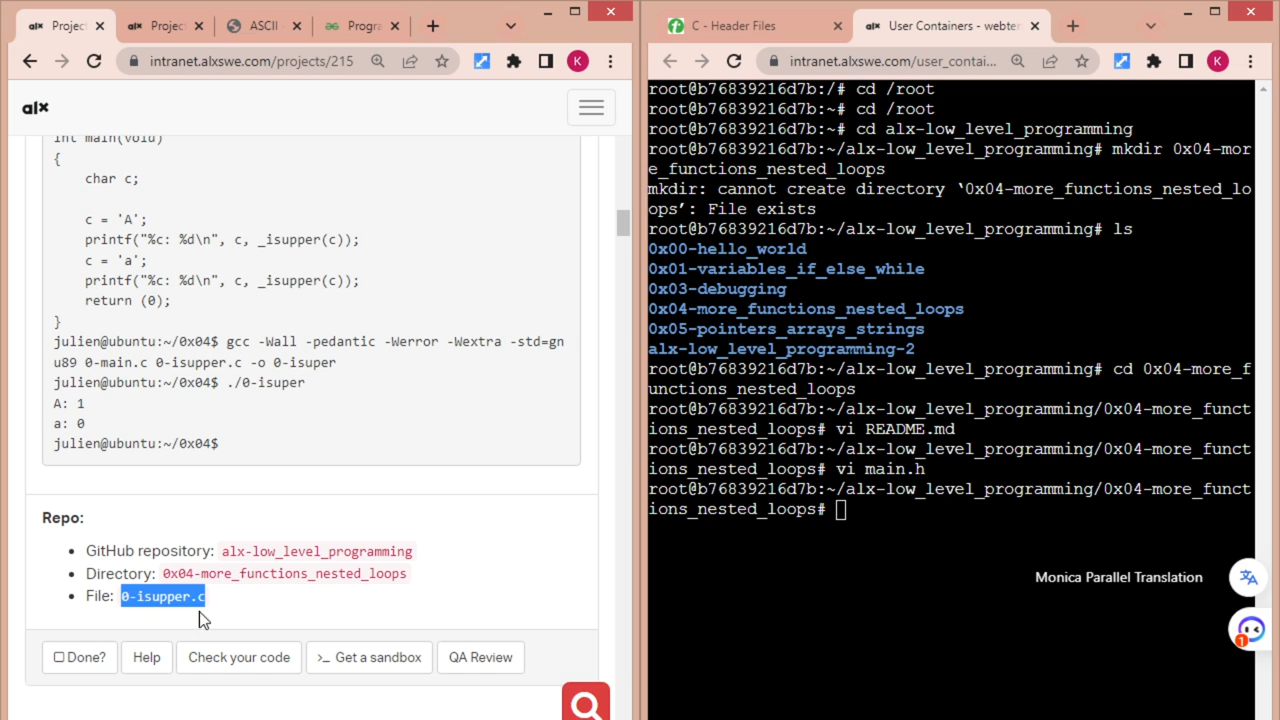 Projec
Projec
ASCII
Progra
intranet.alxswe.com/projects/215
K
alx
int main(void)
{
char c;
c = 'A';
printf("%c: %d\n", c, _isupper(c));
c = 'a';
printf("%c: %d\n", c, _isupper(c));
return (0);
}
julien@ubuntu:~/0x04$ gcc -Wall -pedantic -Werror -Wextra -std=gn
u89 0-main.c 0-isupper.c -o 0-isuper
julien@ubuntu:~/0x04$ ./0-isuper
A: 1
a: 0
julien@ubuntu:~/0x04$
Repo:
GitHub repository: alx-low_level_programming
Directory: 0x04-more_functions_nested_loops
File: 0-isupper.c
Done?
Help
Check your code
>_ Get a sandbox
QA Review
C - Header Files
alx User Containers - webter
intranet.alxswe.com/user_contai...
K
root@b76839216d7b:/# cd /root
root@b76839216d7b:~# cd /root
root@b76839216d7b:~# cd alx-low_level_programming
root@b76839216d7b:~/alx-low_level_programming# mkdir 0x04-mor
e_functions_nested_loops
mkdir: cannot create directory ‘0x04-more_functions_nested_lo
ops’: File exists
root@b76839216d7b:~/alx-low_level_programming# ls
0x00-hello_world
0x01-variables_if_else_while
0x03-debugging
0x04-more_functions_nested_loops
0x05-pointers_arrays_strings
alx-low_level_programming-2
root@b76839216d7b:~/alx-low_level_programming# cd 0x04-more_f
unctions_nested_loops
root@b76839216d7b:~/alx-low_level_programming/0x04-more_funct
ions_nested_loops# vi README.md
root@b76839216d7b:~/alx-low_level_programming/0x04-more_funct
ions_nested_loops# vi main.h
root@b76839216d7b:~/alx-low_level_programming/0x04-more_funct
ions_nested_loops#
Monica Parallel Translation
1